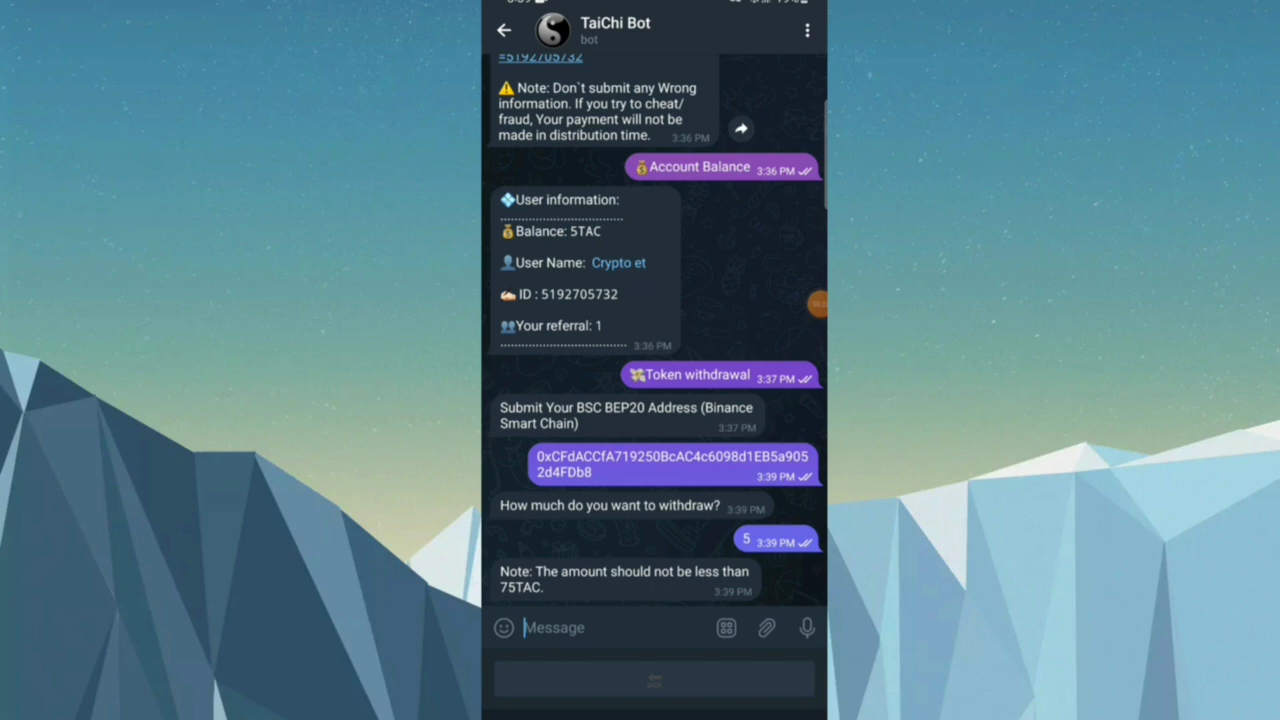 TaiChi Bot
bot
=5192705732
⚠️ Note: Don`t submit any Wrong
information. If you try to cheat/
fraud, Your payment will not be
made in distribution time. 3:36 PM
💰Account Balance 3:36 PM
💠User information:
💰Balance: 5TAC
👤User Name: Crypto et
✍🏻 ID : 5192705732
👥Your referral: 1
3:36 PM
💸Token withdrawal 3:37 PM
Submit Your BSC BEP20 Address (Binance
Smart Chain) 3:37 PM
0xCFdACCfA719250BcAC4c6098d1EB5a905
2d4FDb8 3:39 PM
How much do you want to withdraw? 3:39 PM
5 3:39 PM
Note: The amount should not be less than
75TAC. 3:39 PM
Message